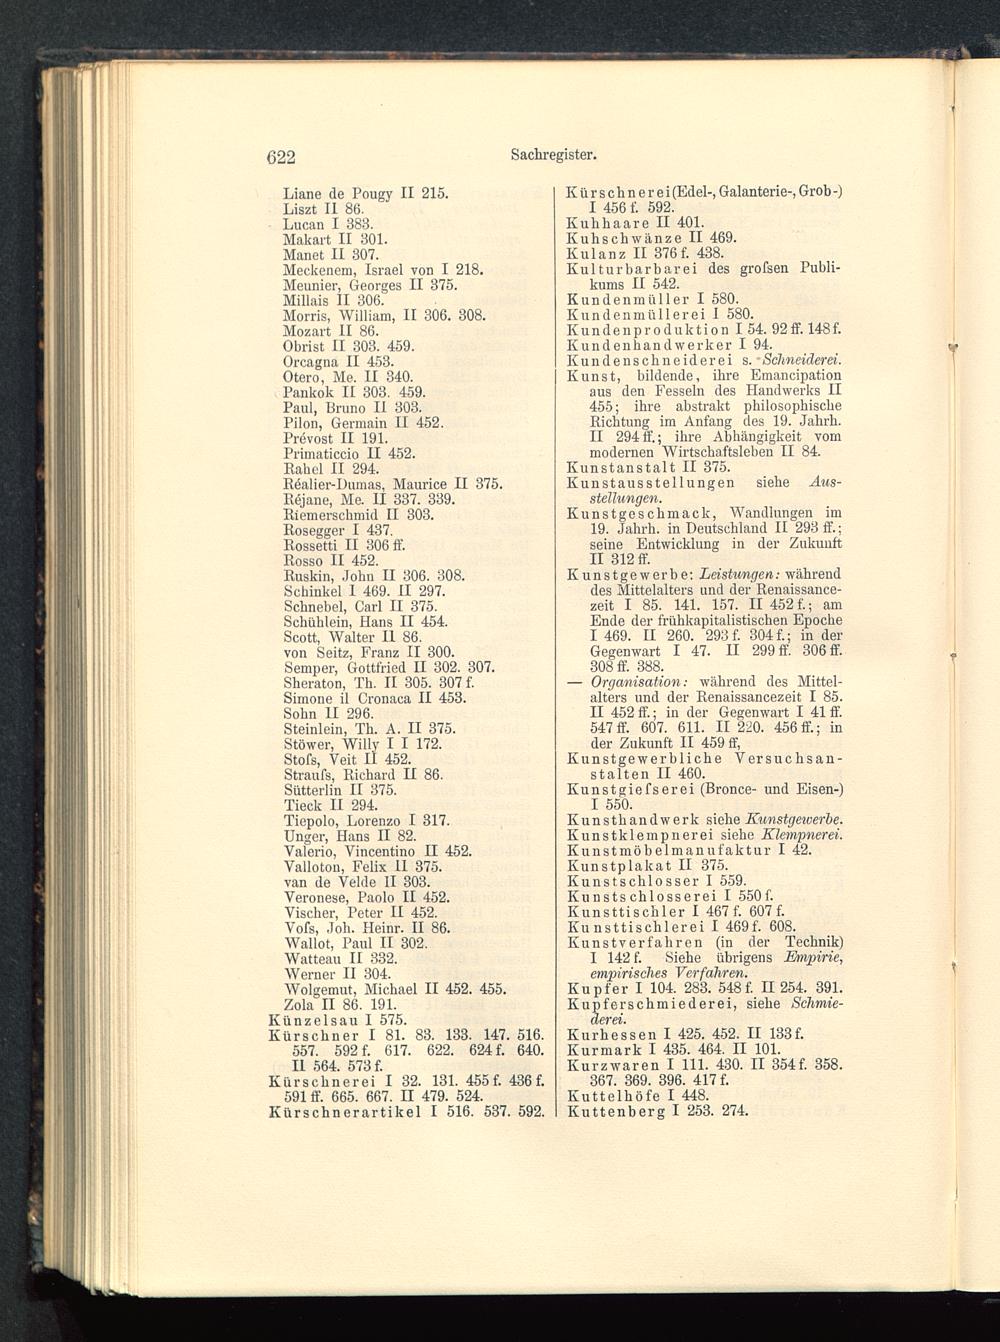 622
Sachregister.
Liane de Pougy II 215.
Liszt II 86.
Lucan I 383.
Makart II 301.
Manet II 307.
Meckenem, Israel von I 218.
Meunier, Georges II 375.
Millais II 306.
Morris, William, II 306. 308.
Mozart II 86.
Obrist II 303. 459.
Orcagna II 453.
Otero, Me. II 340.
Pankok II 303. 459.
Paul, Bruno II 303.
Pilon, Germain II 452.
Prévost II 191.
Primaticcio II 452.
Rahel II 294.
Réalier-Dumas, Maurice II 375.
Réjane, Me. II 337. 339.
Riemerschmid II 303.
Rosegger I 437.
Rossetti II 306 ff.
Rosso II 452.
Ruskin, John II 306. 308.
Schinkel I 469. II 297.
Schnebel, Carl II 375.
Schühlein, Hans II 454.
Scott, Walter II 86.
von Seitz, Franz II 300.
Semper, Gottfried II 302. 307.
Sheraton, Th. II 305. 307 f.
Simone il Cronaca II 453.
Sohn II 296.
Steinlein, Th. A. II 375.
Stöwer, Willy I I 172.
Stoſs, Veit II 452.
Strauſs, Richard II 86.
Sütterlin II 375.
Tieck II 294.
Tiepolo, Lorenzo I 317.
Unger, Hans II 82.
Valerio, Vincentino II 452.
Valloton, Felix II 375.
van de Velde II 303.
Veronese, Paolo II 452.
Vischer, Peter II 452.
Voſs, Joh. Heinr. II 86.
Wallot, Paul II 302.
Watteau II 332.
Werner II 304.
Wolgemut, Michael II 452. 455.
Zola II 86. 191.
Künzelsau I 575.
Kürschner I 81. 83. 133. 147. 516.
557. 592 f. 617. 622. 624 f. 640.
II 564. 573 f.
Kürschnerei I 32. 131. 455 f. 436 f.
591 ff. 665. 667. II 479. 524.
Kürschnerartikel I 516. 537. 592.
Kürschnerei (Edel-, Galanterie-, Grob-)
I 456 f. 592.
Kuhhaare II 401.
Kuhschwänze II 469.
Kulanz II 376 f. 438.
Kulturbarbarei des groſsen Publi-
kums II 542.
Kundenmüller I 580.
Kundenmüllerei I 580.
Kundenproduktion I 54. 92 ff. 148 f.
Kundenhandwerker I 94.
Kundenschneiderei s. Schneiderei.
Kunst, bildende, ihre Emancipation
aus den Fesseln des Handwerks II
455; ihre abstrakt philosophische
Richtung im Anfang des 19. Jahrh.
II 294 ff.; ihre Abhängigkeit vom
modernen Wirtschaftsleben II 84.
Kunstanstalt II 375.
Kunstausstellungen siehe Aus-
stellungen.
Kunstgeschmack, Wandlungen im
19. Jahrh. in Deutschland II 293 ff.;
seine Entwicklung in der Zukunft
II 312 ff.
Kunstgewerbe: Leistungen: während
des Mittelalters und der Renaissance-
zeit I 85. 141. 157. II 452 f.; am
Ende der frühkapitalistischen Epoche
I 469. II 260. 293 f. 304 f.; in der
Gegenwart I 47. II 299 ff. 306 ff.
308 ff. 388.
— Organisation: während des Mittel-
alters und der Renaissancezeit I 85.
II 452 ff.; in der Gegenwart I 41 ff.
547 ff. 607. 611. II 220. 456 ff.; in
der Zukunft II 459 ff,
Kunstgewerbliche Versuchsan-
stalten II 460.
Kunstgieſserei (Bronce- und Eisen-)
I 550.
Kunsthandwerk siehe Kunstgewerbe.
Kunstklempnerei siehe Klempnerei.
Kunstmöbelmanufaktur I 42.
Kunstplakat II 375.
Kunstschlosser I 559.
Kunstschlosserei I 550 f.
Kunsttischler I 467 f. 607 f.
Kunsttischlerei I 469 f. 608.
Kunstverfahren (in der Technik)
I 142 f. Siehe übrigens Empirie,
empirisches Verfahren.
Kupfer I 104. 283. 548 f. II 254. 391.
Kupferschmiederei, siehe Schmie-
derei.
Kurhessen I 425. 452. II 133 f.
Kurmark I 435. 464. II 101.
Kurzwaren I 111. 430. II 354 f. 358.
367. 369. 396. 417 f.
Kuttelhöfe I 448.
Kuttenberg I 253. 274.